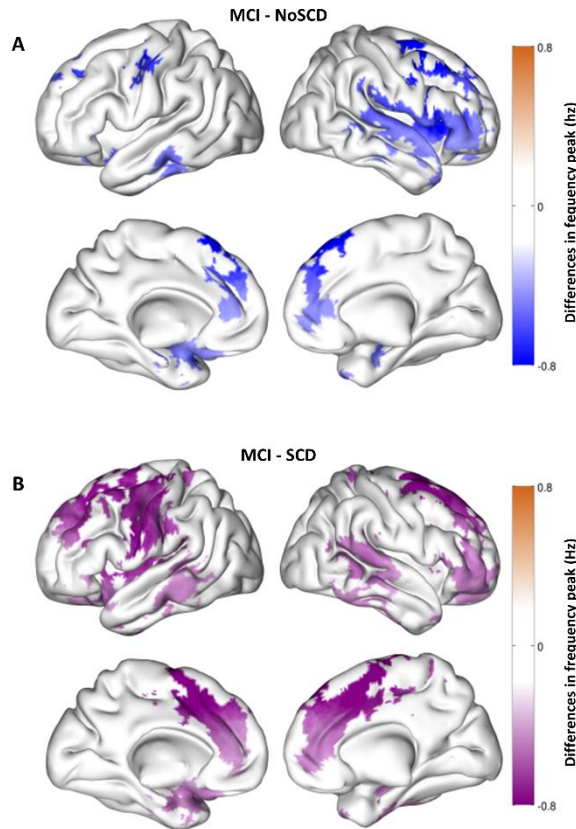 MCI - NoSCD
A
0.8
0
-0.8
Differences in fequency peak (hz)
MCI - SCD
B
0.8
0
-0.8
Differences in frequency peak (Hz)